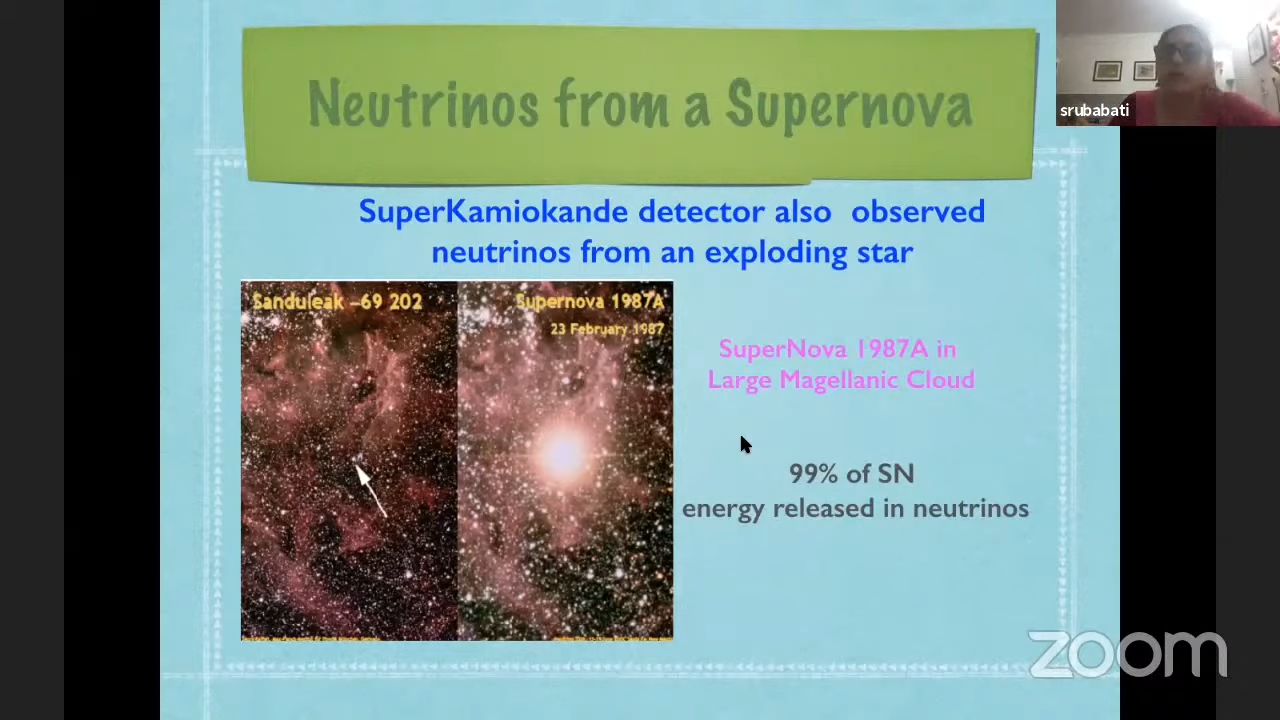 Neutrinos from a Supernova
srubabati
SuperKamiokande detector also observed
neutrinos from an exploding star
Sanduleak -69 202
Supernova 1987A
23 February 1987
SuperNova 1987A in
Large Magellanic Cloud
99% of SN
energy released in neutrinos
zoom